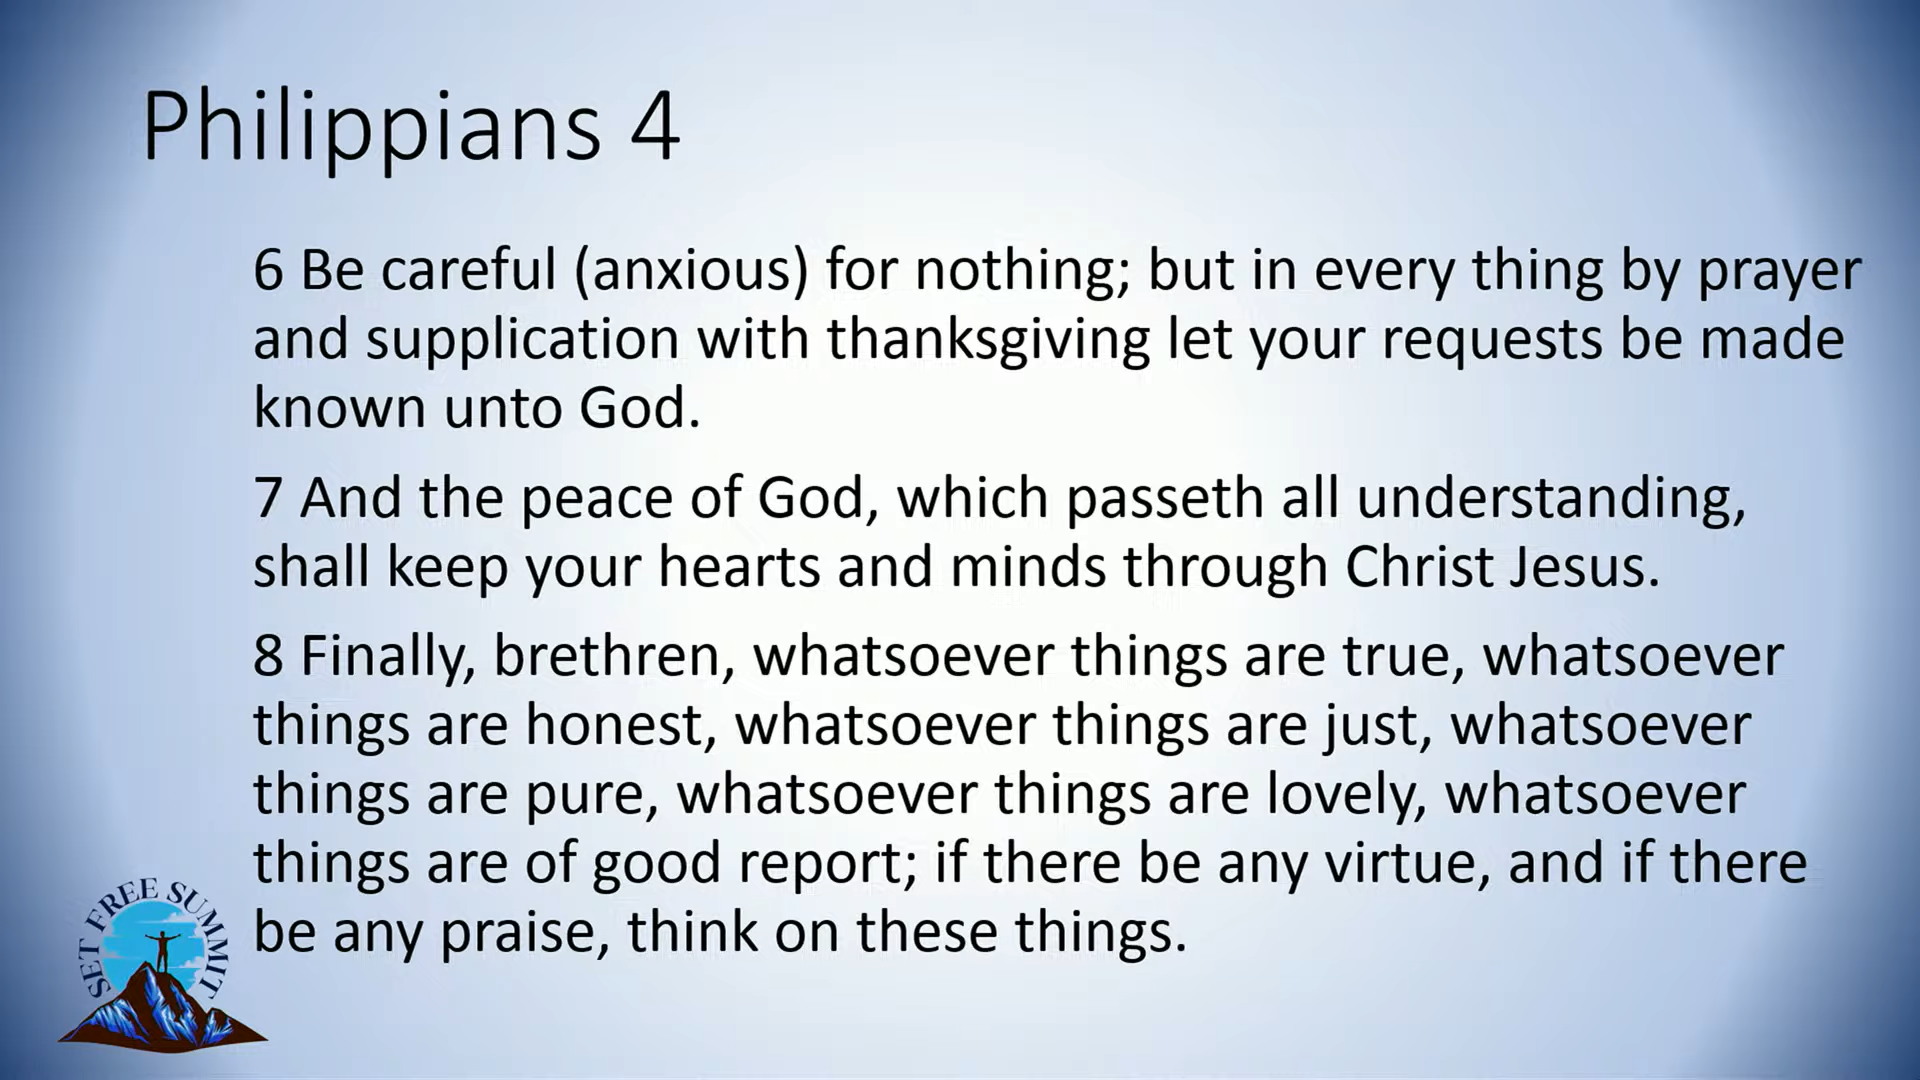 Philippians 4
6 Be careful (anxious) for nothing; but in every thing by prayer
and supplication with thanksgiving let your requests be made
known unto God.
7 And the peace of God, which passeth all understanding,
shall keep your hearts and minds through Christ Jesus.
8 Finally, brethren, whatsoever things are true, whatsoever
things are honest, whatsoever things are just, whatsoever
things are pure, whatsoever things are lovely, whatsoever
things are of good report; if there be any virtue, and if there
be any praise, think on these things.
SET FREE SUMMIT